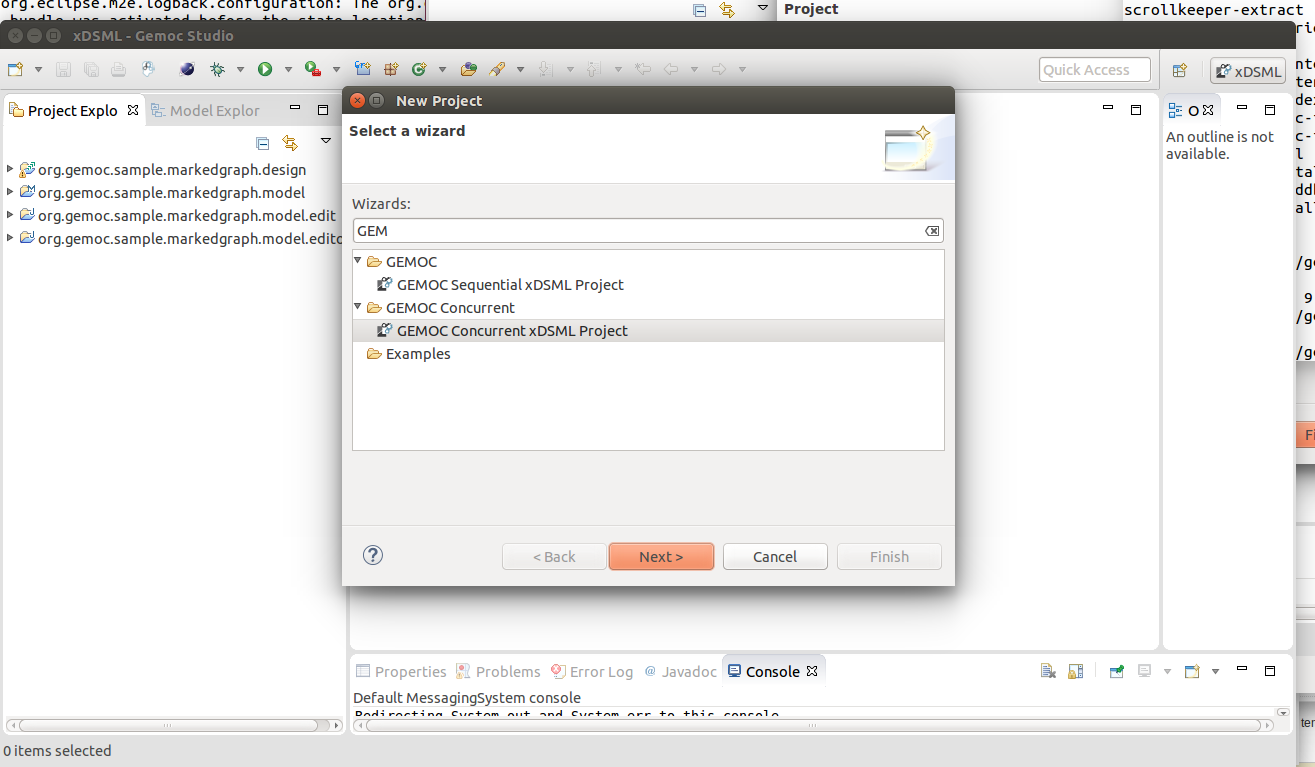 org.eclipse.m2e.logback.configuration: The org.
bundle was activated before the state location
Project
scrollkeeper-extract
xDSML - Gemoc Studio
Quick Access
xDSML
Project Explo
Model Explor
New Project
O
Select a wizard
An outline is not
available.
org.gemoc.sample.markedgraph.design
org.gemoc.sample.markedgraph.model
org.gemoc.sample.markedgraph.model.edit
org.gemoc.sample.markedgraph.model.edito
Wizards:
GEM
GEMOC
GEMOC Sequential xDSML Project
GEMOC Concurrent
GEMOC Concurrent xDSML Project
Examples
< Back
Next >
Cancel
Finish
Properties
Problems
Error Log
Javadoc
Console
Default MessagingSystem console
Redirecting System.out and System.err to this console.
0 items selected